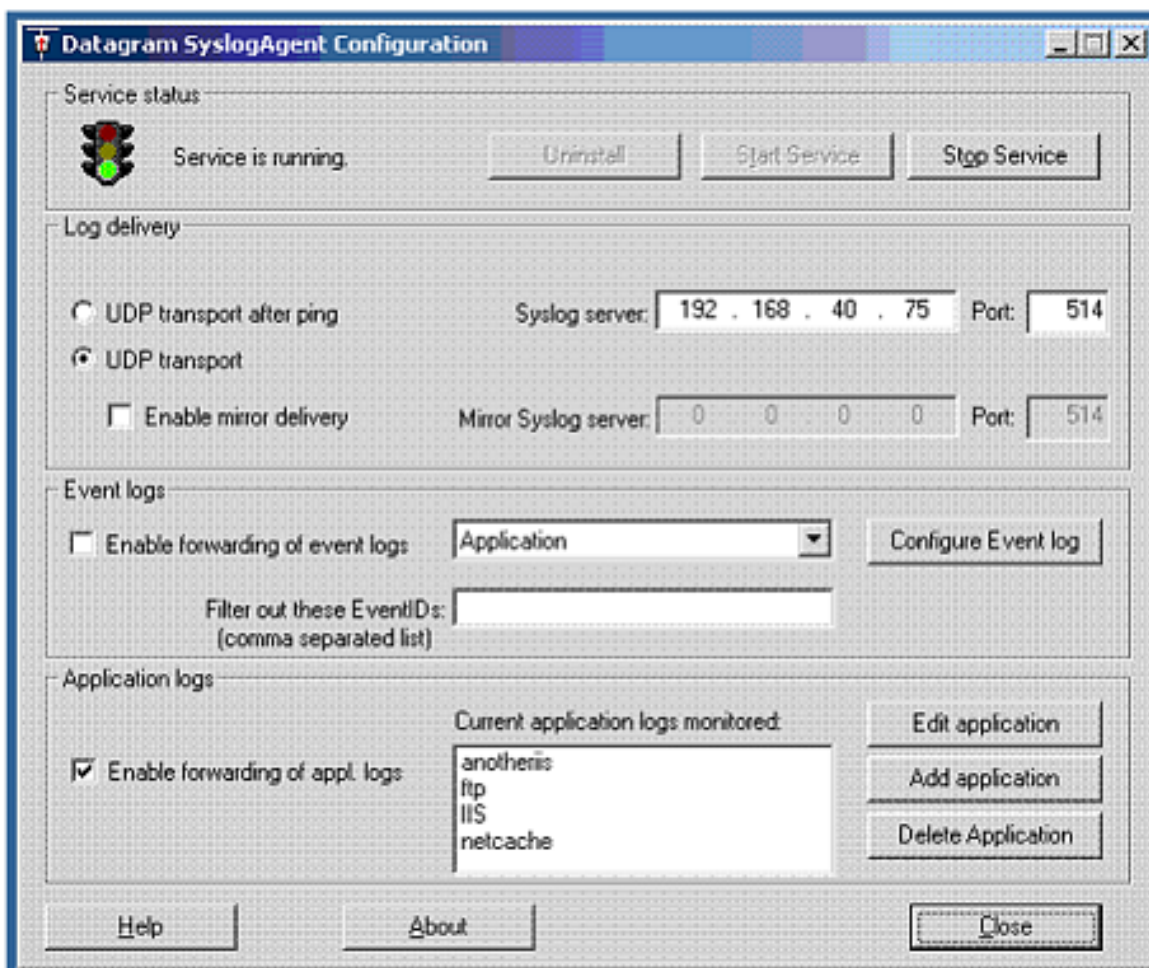 Datagram SyslogAgent Configuration
Service status
Service is running.
Uninstall
Start Service
Stop Service
Log delivery
UDP transport after ping
Syslog server: 192 . 168 . 40 . 75 Port: 514
UDP transport
Enable mirror delivery
Mirror Syslog server: 0 . 0 . 0 . 0 Port: 514
Event logs
Enable forwarding of event logs
Application
Configure Event log
Filter out these EventIDs:
(comma separated list)
Application logs
Current application logs monitored:
Enable forwarding of appl. logs
anotheriis
ftp
IIS
netcache
Edit application
Add application
Delete Application
Help
About
Close